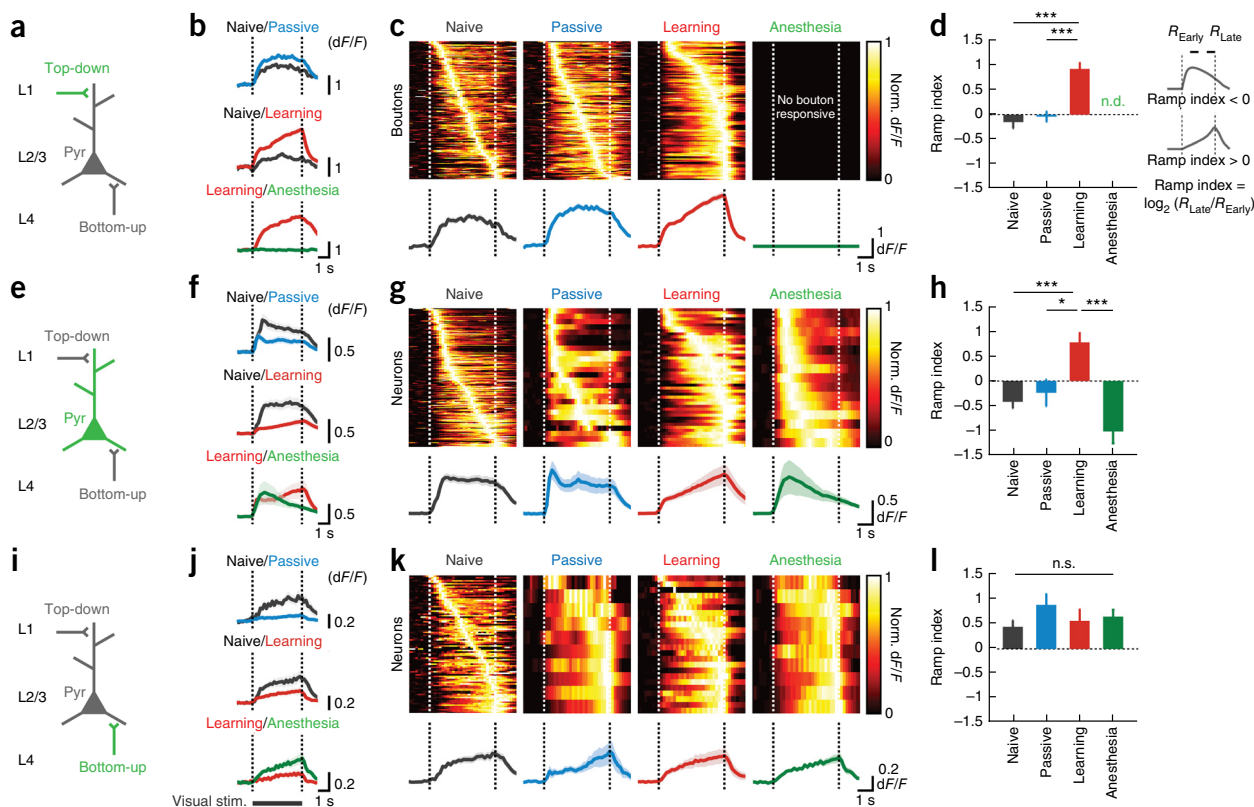 a
Top-down
L1
L2/3
Pyr
L4
Bottom-up
b
Naive/Passive
(dF/F)
1
Naive/Learning
1
Learning/Anesthesia
1
1 s
c
Naive
Passive
Learning
Anesthesia
Boutons
No bouton
responsive
1
0
Norm. dF/F
1
dF/F
1 s
d
***
***
n.d.
Ramp index
1.5
1
0.5
0
−0.5
−1
−1.5
Naive
Passive
Learning
Anesthesia
REarly RLate
Ramp index < 0
Ramp index > 0
Ramp index =
log2 (RLate/REarly)
e
Top-down
L1
L2/3
Pyr
L4
Bottom-up
f
Naive/Passive
(dF/F)
0.5
Naive/Learning
0.5
Learning/Anesthesia
0.5
1 s
g
Naive
Passive
Learning
Anesthesia
Neurons
1
0
Norm. dF/F
0.5
dF/F
1 s
h
***
* ***
Ramp index
1.5
1
0.5
0
−0.5
−1
−1.5
Naive
Passive
Learning
Anesthesia
i
Top-down
L1
L2/3
Pyr
L4
Bottom-up
j
Naive/Passive
(dF/F)
0.2
Naive/Learning
0.2
Learning/Anesthesia
0.2
Visual stim.
1 s
k
Naive
Passive
Learning
Anesthesia
Neurons
1
0
Norm. dF/F
0.2
dF/F
1 s
l
n.s.
Ramp index
1.5
1
0.5
0
−0.5
−1
−1.5
Naive
Passive
Learning
Anesthesia